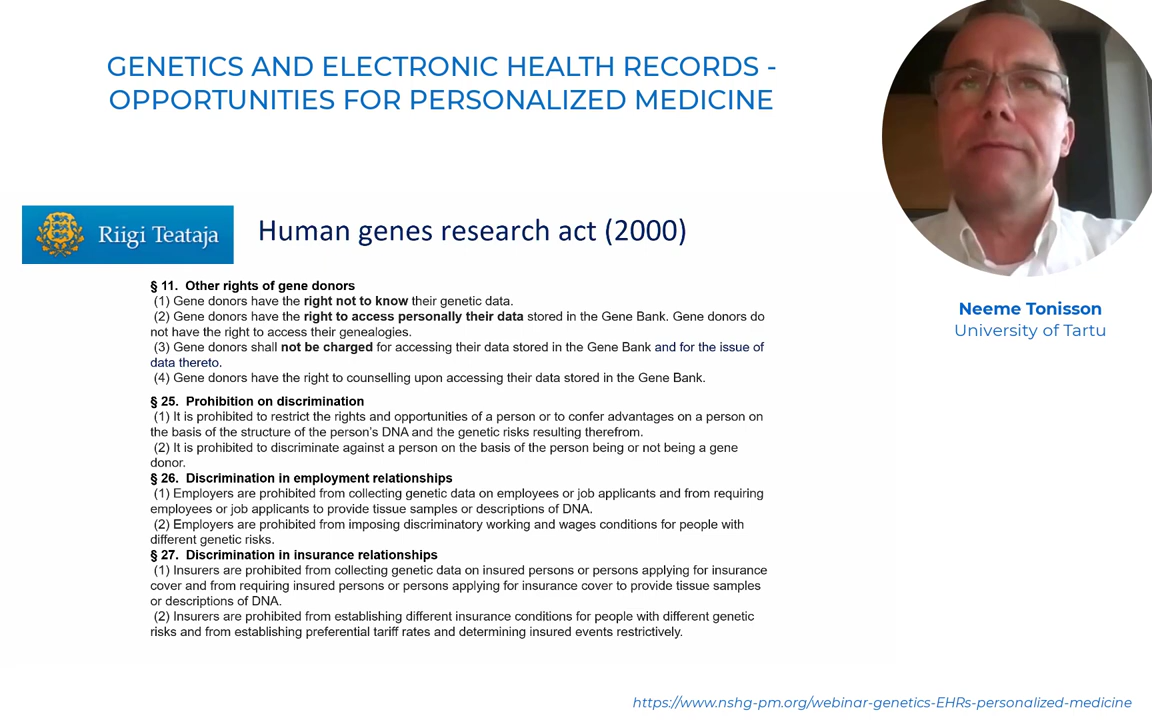 GENETICS AND ELECTRONIC HEALTH RECORDS -
OPPORTUNITIES FOR PERSONALIZED MEDICINE
Riigi Teataja
Human genes research act (2000)
§ 11. Other rights of gene donors
(1) Gene donors have the right not to know their genetic data.
(2) Gene donors have the right to access personally their data stored in the Gene Bank. Gene donors do
not have the right to access their genealogies.
(3) Gene donors shall not be charged for accessing their data stored in the Gene Bank and for the issue of
data thereto.
(4) Gene donors have the right to counselling upon accessing their data stored in the Gene Bank.
§ 25. Prohibition on discrimination
(1) It is prohibited to restrict the rights and opportunities of a person or to confer advantages on a person on
the basis of the structure of the person's DNA and the genetic risks resulting therefrom.
(2) It is prohibited to discriminate against a person on the basis of the person being or not being a gene
donor.
§ 26. Discrimination in employment relationships
(1) Employers are prohibited from collecting genetic data on employees or job applicants and from requiring
employees or job applicants to provide tissue samples or descriptions of DNA.
(2) Employers are prohibited from imposing discriminatory working and wages conditions for people with
different genetic risks.
§ 27. Discrimination in insurance relationships
(1) Insurers are prohibited from collecting genetic data on insured persons or persons applying for insurance
cover and from requiring insured persons or persons applying for insurance cover to provide tissue samples
or descriptions of DNA.
(2) Insurers are prohibited from establishing different insurance conditions for people with different genetic
risks and from establishing preferential tariff rates and determining insured events restrictively.
Neeme Tonisson
University of Tartu
https://www.nshg-pm.org/webinar-genetics-EHRs-personalized-medicine